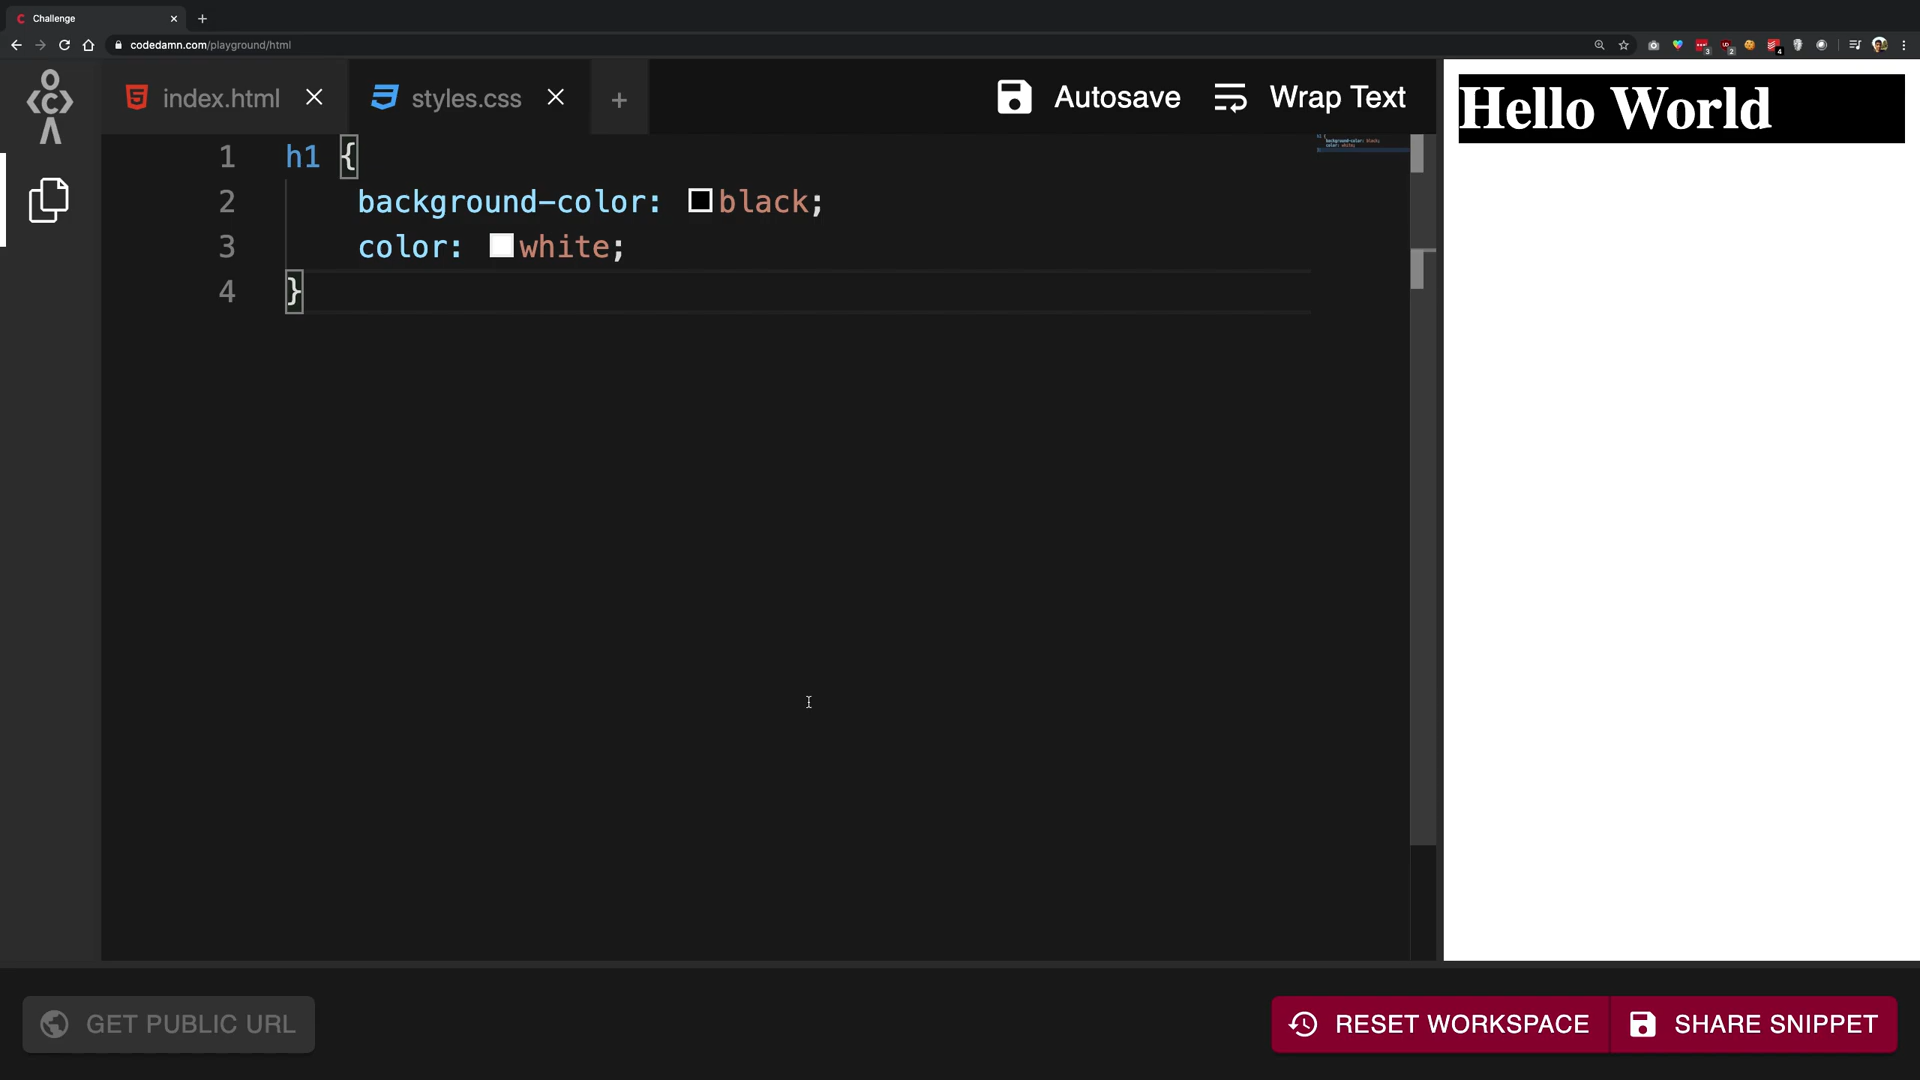 Challenge
codedamn.com/playground/html
index.html
styles.css
Autosave
Wrap Text
1 h1 {
2 background-color: black;
3 color: white;
4 }
Hello World
GET PUBLIC URL
RESET WORKSPACE
SHARE SNIPPET